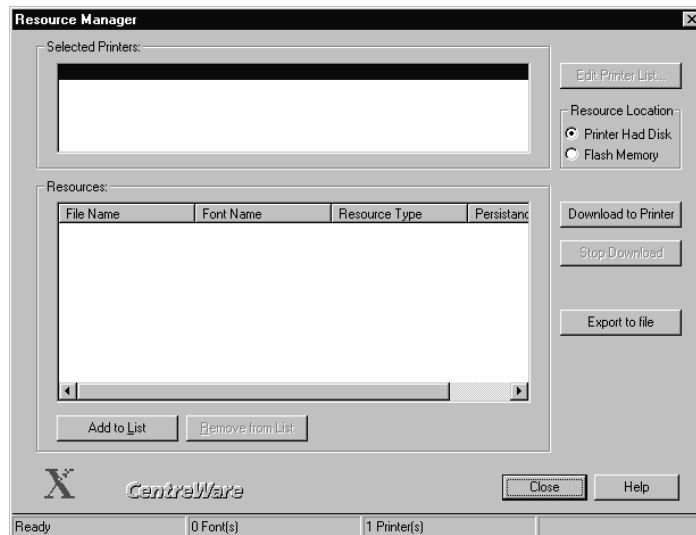 Resource Manager
Selected Printers:
Edit Printer List...
Resource Location
Printer Had Disk
Flash Memory
Resources:
File Name Font Name Resource Type Persistanc
Download to Printer
Stop Download
Export to file
Add to List Remove from List
X CentreWare
Close Help
Ready 0 Font(s) 1 Printer(s)